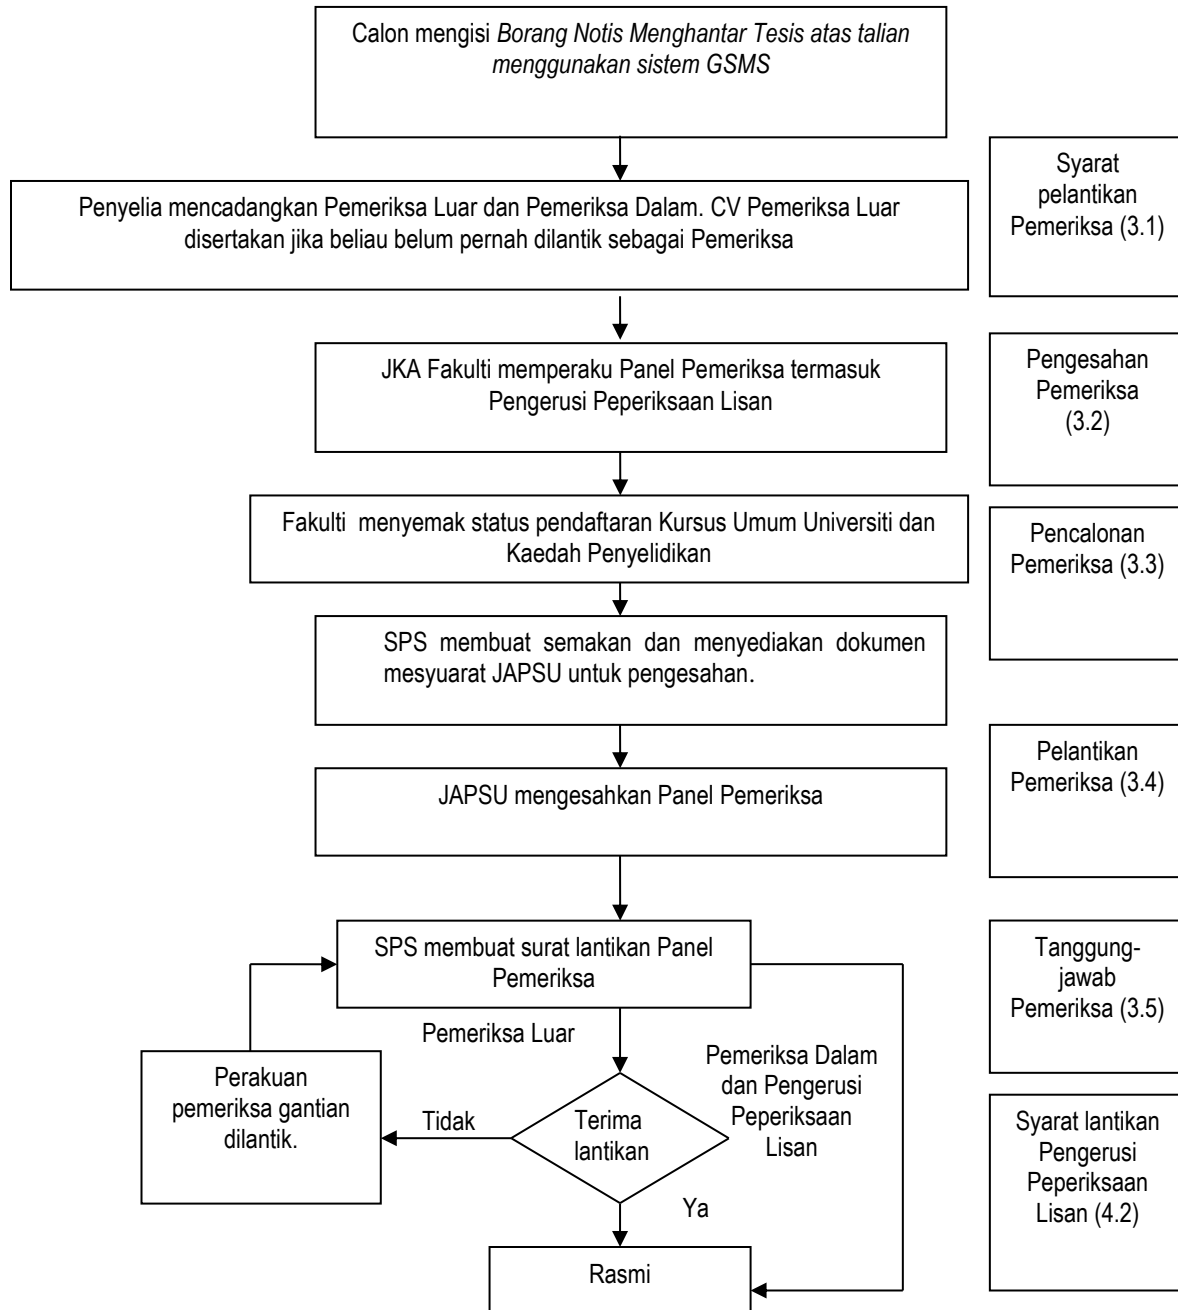 Calon mengisi Borang Notis Menghantar Tesis atas talian
menggunakan sistem GSMS
Syarat
pelantikan
Pemeriksa (3.1)
Penyelia mencadangkan Pemeriksa Luar dan Pemeriksa Dalam. CV Pemeriksa Luar
disertakan jika beliau belum pernah dilantik sebagai Pemeriksa
JKA Fakulti memperaku Panel Pemeriksa termasuk
Pengerusi Peperiksaan Lisan
Pengesahan
Pemeriksa
(3.2)
Fakulti menyemak status pendaftaran Kursus Umum Universiti dan
Kaedah Penyelidikan
Pencalonan
Pemeriksa (3.3)
SPS membuat semakan dan menyediakan dokumen
mesyuarat JAPSU untuk pengesahan.
JAPSU mengesahkan Panel Pemeriksa
Pelantikan
Pemeriksa (3.4)
SPS membuat surat lantikan Panel
Pemeriksa
Tanggung-
jawab
Pemeriksa (3.5)
Pemeriksa Luar
Pemeriksa Dalam
dan Pengerusi
Peperiksaan
Lisan
Perakuan
pemeriksa gantian
dilantik.
Tidak
Terima
lantikan
Syarat lantikan
Pengerusi
Peperiksaan
Lisan (4.2)
Ya
Rasmi